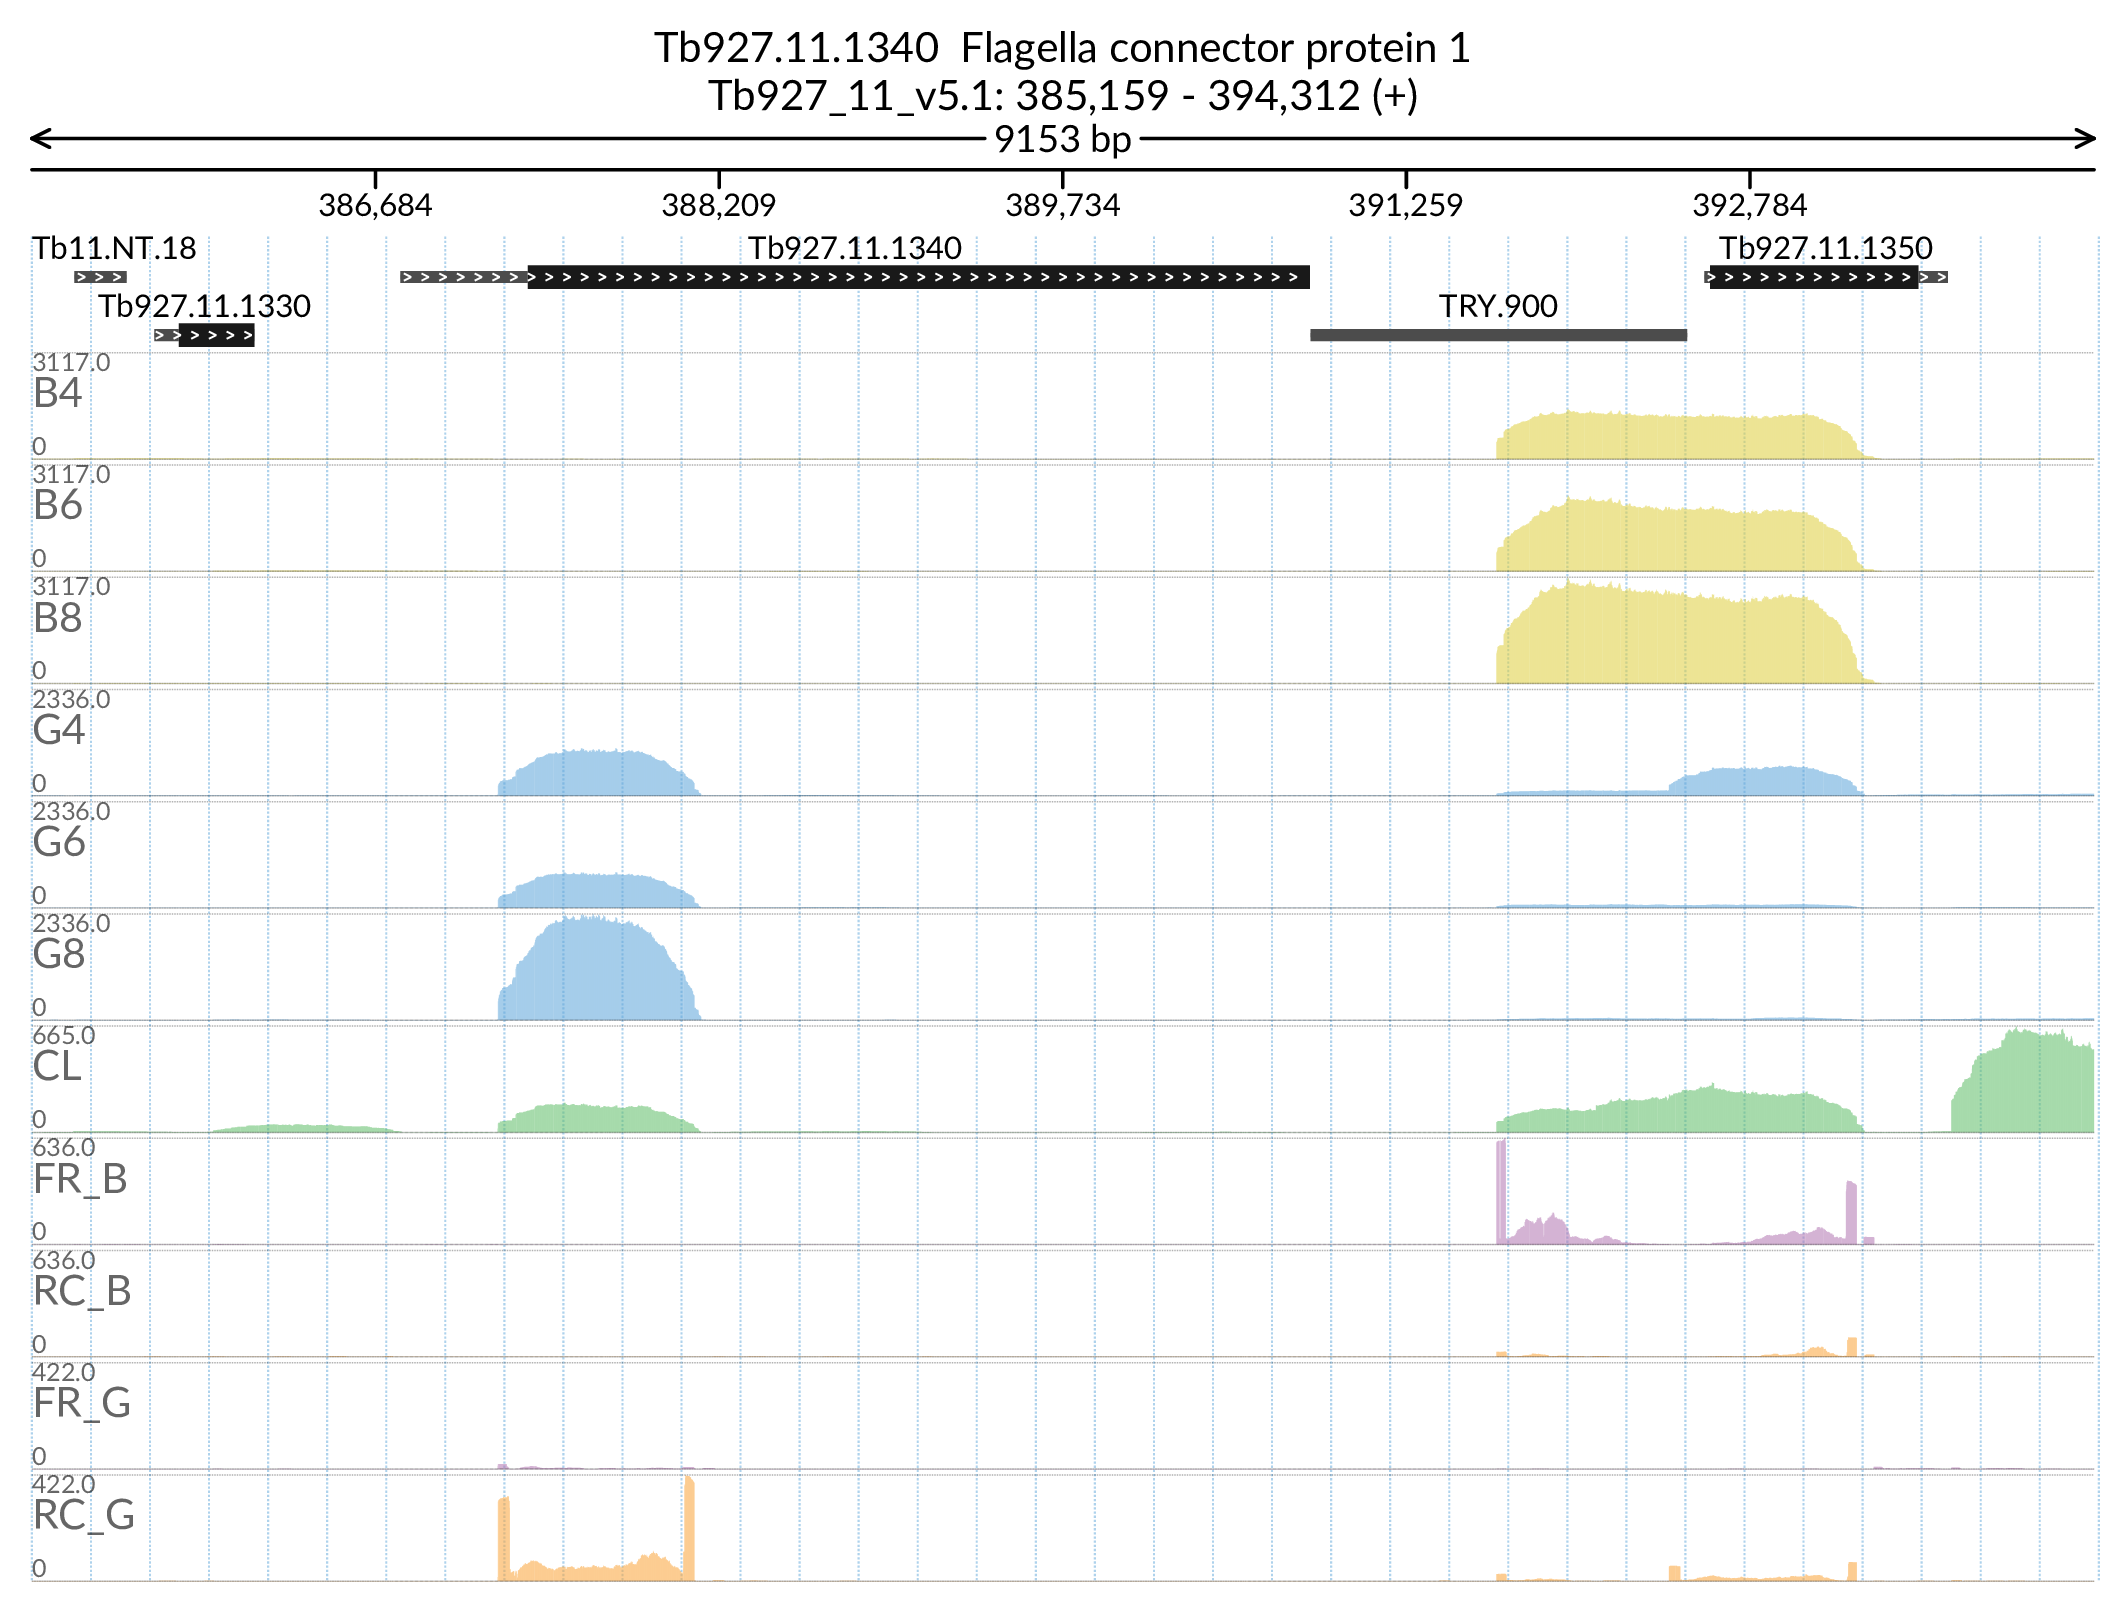 Tb927.11.1340  Flagella connector protein 1
Tb927_11_v5.1: 385,159 - 394,312 (+)
9153 bp
386,684 388,209 389,734 391,259 392,784
Tb11.NT.18 Tb927.11.1340 Tb927.11.1350
Tb927.11.1330 TRY.900
3117.0
B4
0
3117.0
B6
0
3117.0
B8
0
2336.0
G4
0
2336.0
G6
0
2336.0
G8
0
665.0
CL
0
636.0
FR_B
0
636.0
RC_B
0
422.0
FR_G
0
422.0
RC_G
0